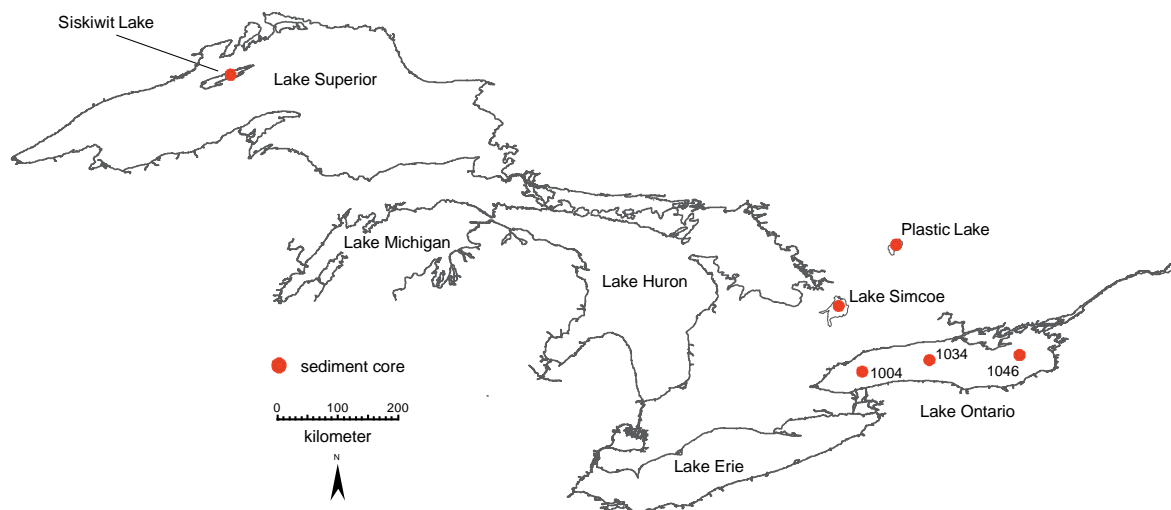 Siskiwit Lake
Lake Superior
Plastic Lake
Lake Michigan
Lake Huron
Lake Simcoe
1034
1004
1046
sediment core
Lake Ontario
0 100 200
kilometer
N
Lake Erie